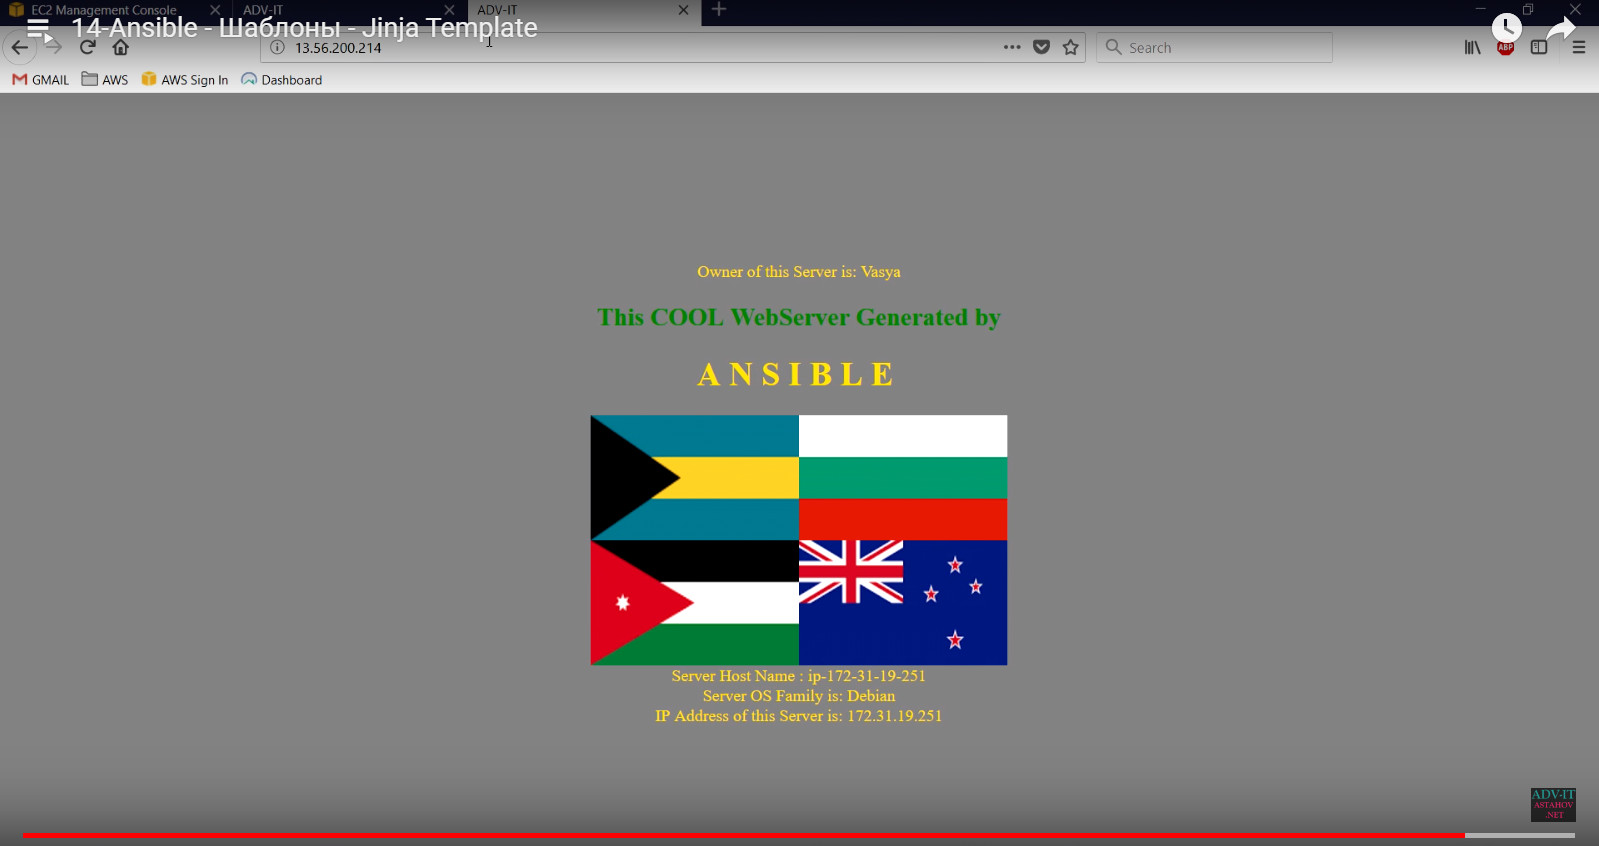 EC2 Management Console
ADV-IT
ADV-IT
14-Ansible - Шаблоны - Jinja Template
13.56.200.214
Search
ABP
GMAIL
AWS
AWS Sign In
Dashboard
Owner of this Server is: Vasya
This COOL WebServer Generated by
A N S I B L E
Server Host Name : ip-172-31-19-251
Server OS Family is: Debian
IP Address of this Server is: 172.31.19.251
ADV-IT
ASTAHOV
.NET